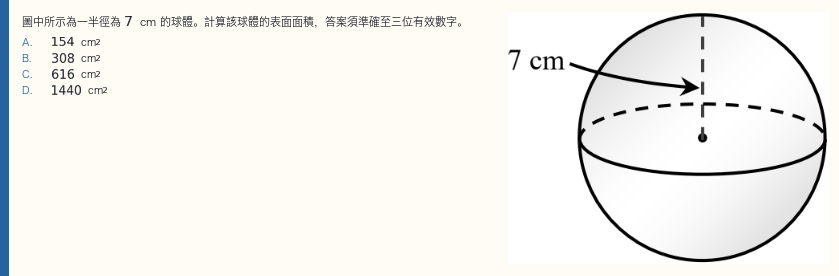 圖中所示為一半徑為 7 cm 的球體。計算該球體的表面面積，答案須準確至三位有效數字。
A. 154 cm2
B. 308 cm2
C. 616 cm2
D. 1440 cm2
7 cm